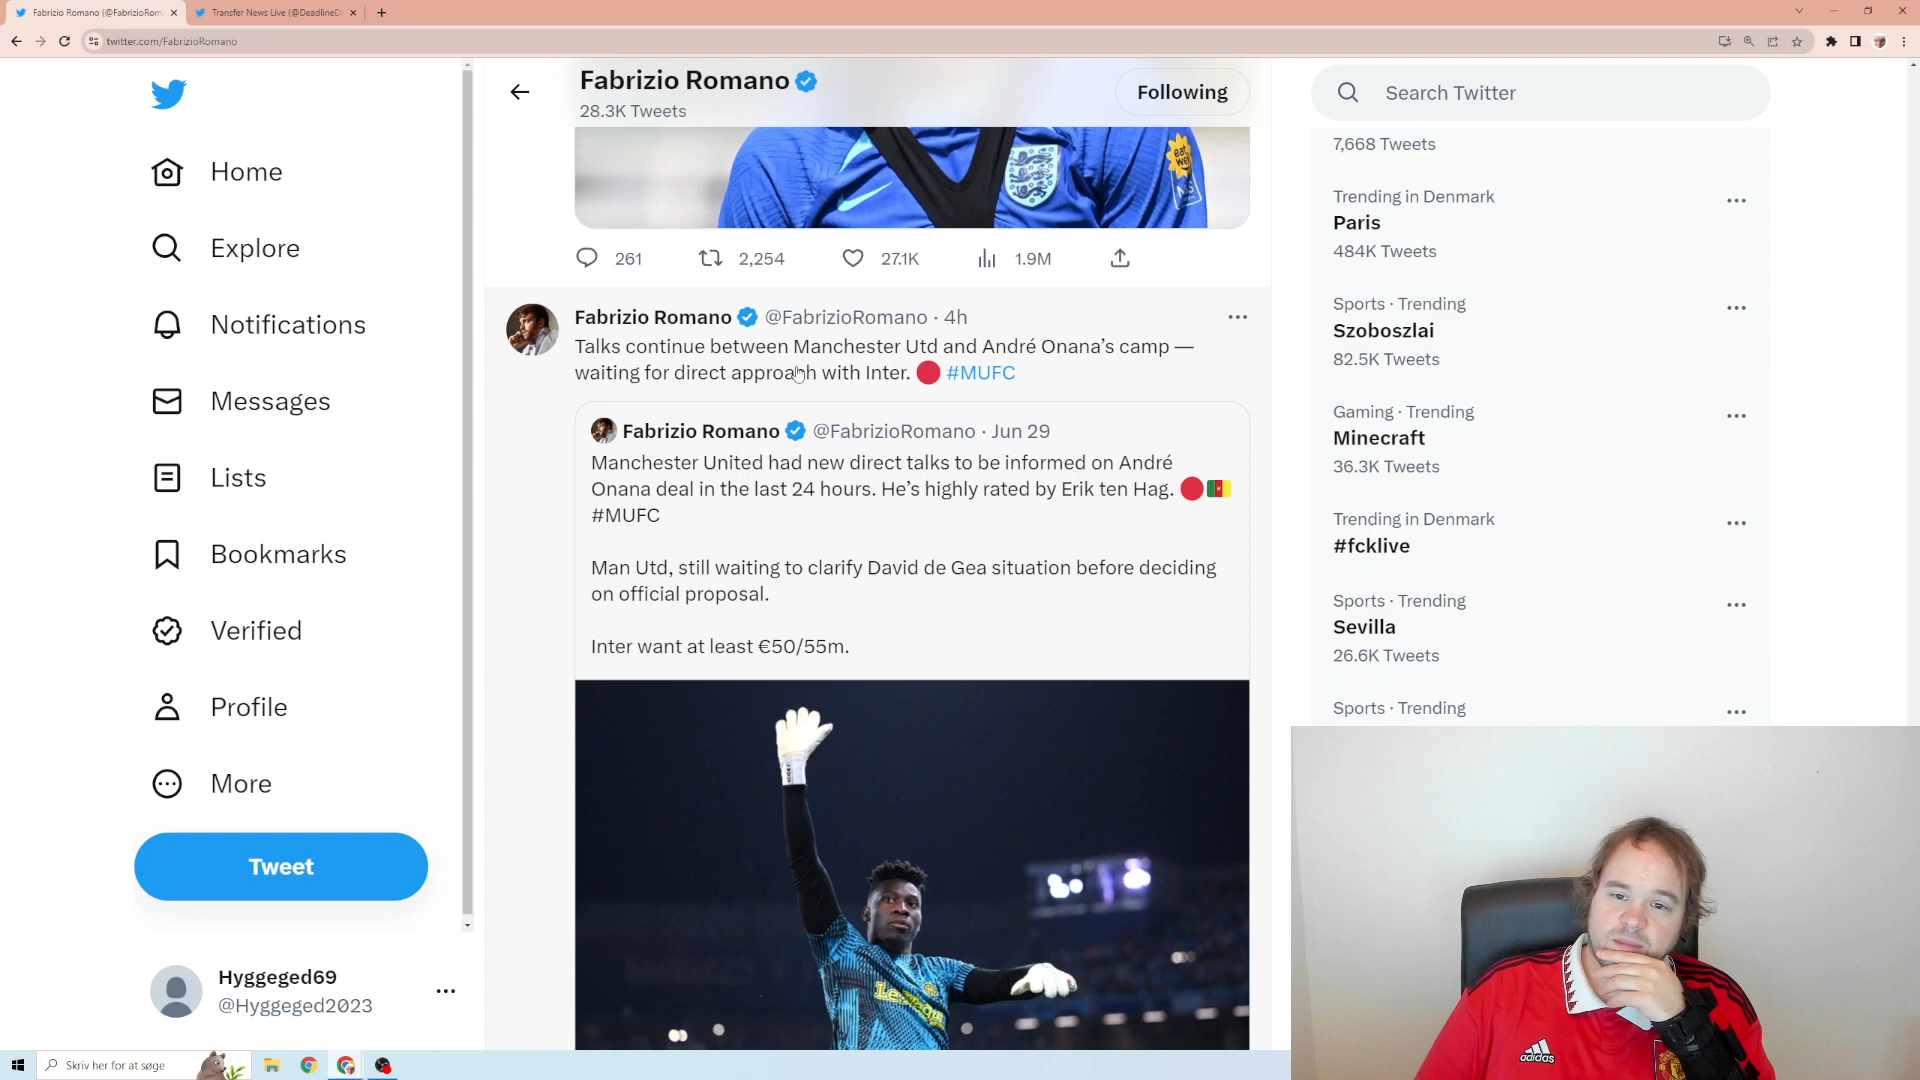 Fabrizio Romano (@FabrizioRom
Transfer News Live (@DeadlineD
twitter.com/FabrizioRomano
Home
Explore
Notifications
Messages
Lists
Bookmarks
Verified
Profile
More
Tweet
Hyggeged69
@Hyggeged2023
Fabrizio Romano
28.3K Tweets
Following
eat well
261
2,254
27.1K
1.9M
Fabrizio Romano @FabrizioRomano · 4h
Talks continue between Manchester Utd and André Onana’s camp —
waiting for direct approach with Inter. #MUFC
Fabrizio Romano @FabrizioRomano · Jun 29
Manchester United had new direct talks to be informed on André
Onana deal in the last 24 hours. He’s highly rated by Erik ten Hag.
#MUFC
Man Utd, still waiting to clarify David de Gea situation before deciding
on official proposal.
Inter want at least €50/55m.
Search Twitter
7,668 Tweets
Trending in Denmark
Paris
484K Tweets
Sports · Trending
Szoboszlai
82.5K Tweets
Gaming · Trending
Minecraft
36.3K Tweets
Trending in Denmark
#fcklive
Sports · Trending
Sevilla
26.6K Tweets
Sports · Trending
adidas
Skriv her for at søge